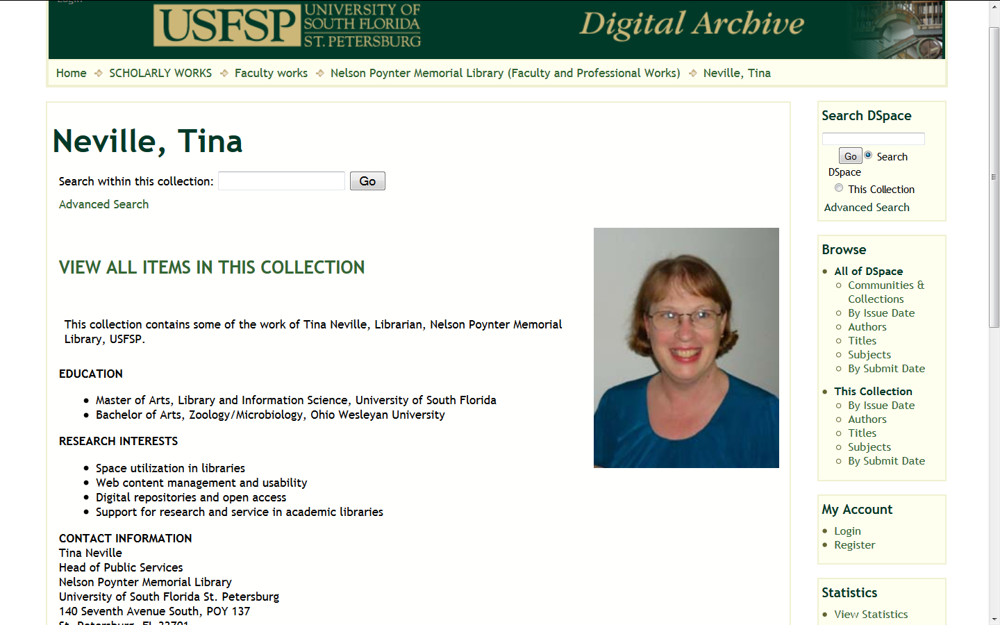 Login
USFSP UNIVERSITY OF
SOUTH FLORIDA
ST. PETERSBURG
Digital Archive
Home SCHOLARLY WORKS Faculty works Nelson Poynter Memorial Library (Faculty and Professional Works) Neville, Tina
Neville, Tina
Search within this collection: Go
Advanced Search
VIEW ALL ITEMS IN THIS COLLECTION
This collection contains some of the work of Tina Neville, Librarian, Nelson Poynter Memorial
Library, USFSP.
EDUCATION
• Master of Arts, Library and Information Science, University of South Florida
• Bachelor of Arts, Zoology/Microbiology, Ohio Wesleyan University
RESEARCH INTERESTS
• Space utilization in libraries
• Web content management and usability
• Digital repositories and open access
• Support for research and service in academic libraries
CONTACT INFORMATION
Tina Neville
Head of Public Services
Nelson Poynter Memorial Library
University of South Florida St. Petersburg
140 Seventh Avenue South, POY 137
St. Petersburg, FL 33701
Search DSpace
Go Search
DSpace
This Collection
Advanced Search
Browse
• All of DSpace
Communities &
Collections
By Issue Date
Authors
Titles
Subjects
By Submit Date
• This Collection
By Issue Date
Authors
Titles
Subjects
By Submit Date
My Account
• Login
• Register
Statistics
• View Statistics